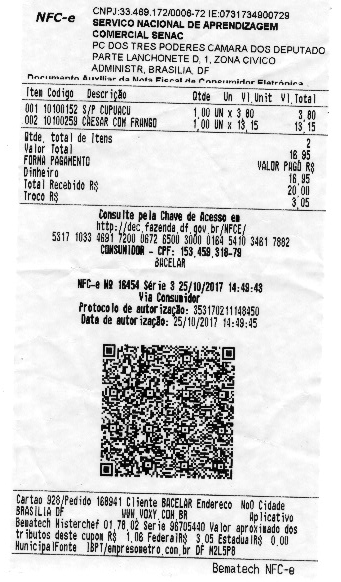 NFC-e
CNPJ:33.469.172/0006-72 IE:0731734900729
SERVICO NACIONAL DE APRENDIZAGEM
COMERCIAL SENAC
PC DOS TRES PODERES CAMARA DOS DEPUTADO
PARTE LANCHONETE D, 1, ZONA CIVICO
ADMINISTR, BRASILIA, DF
Documento Auxiliar da Nota Fiscal de Consumidor Eletrônica
Item Codigo Descrição Qtde Un Vl.Unit Vl.Total
001 10100152 S/P CUPUACU 1,00 UN x 3,80 3,80
002 10100259 CAESAR COM FRANGO 1,00 UN x 13,15 13,15
Qtde. total de itens 2
Valor Total 16,95
FORMA PAGAMENTO VALOR PAGO R$
Dinheiro 16,95
Total Recebido R$ 20,00
Troco R$ 3,05
Consulte pela Chave de Acesso em
http://dec.fazenda.df.gov.br/NFCE/
5317 1033 4691 7200 0672 6500 3000 0164 5410 3461 7882
CONSUMIDOR - CPF: 153.459.318-79
BACELAR
NFC-e Nº 16454 Série 3 25/10/2017 14:49:43
Via Consumidor
Protocolo de autorização: 353170211148450
Data de autorização: 25/10/2017 14:49:45
Cartao 928/Pedido 168941 Cliente BACELAR Endereco No0 Cidade
BRASILIA DF WWW.VOXY.COM.BR Aplicativo
Bematech Misterchef 01.78.02 Serie 96705440 Valor aproximado dos
tributos deste cupom R$ 1,06 FederalR$ 3,05 EstadualR$ 0,00
MunicipalFonte IBPT/empresometro.com.br DF M2L5P8
Bematech NFC-e